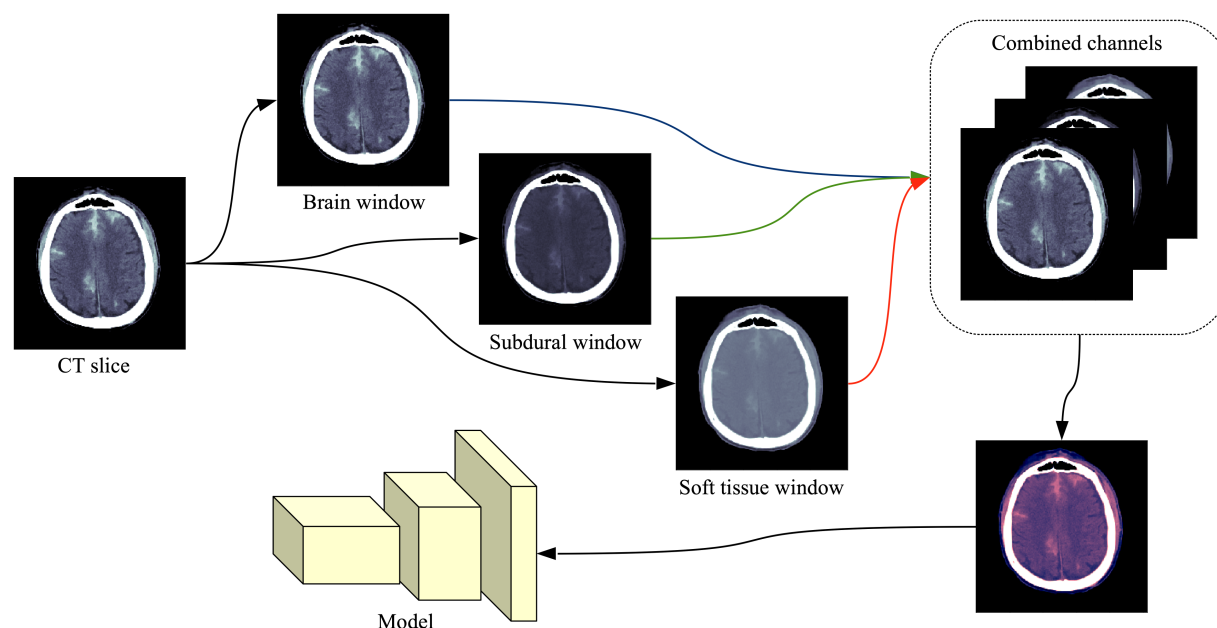 Combined channels
Brain window
Subdural window
CT slice
Soft tissue window
Model